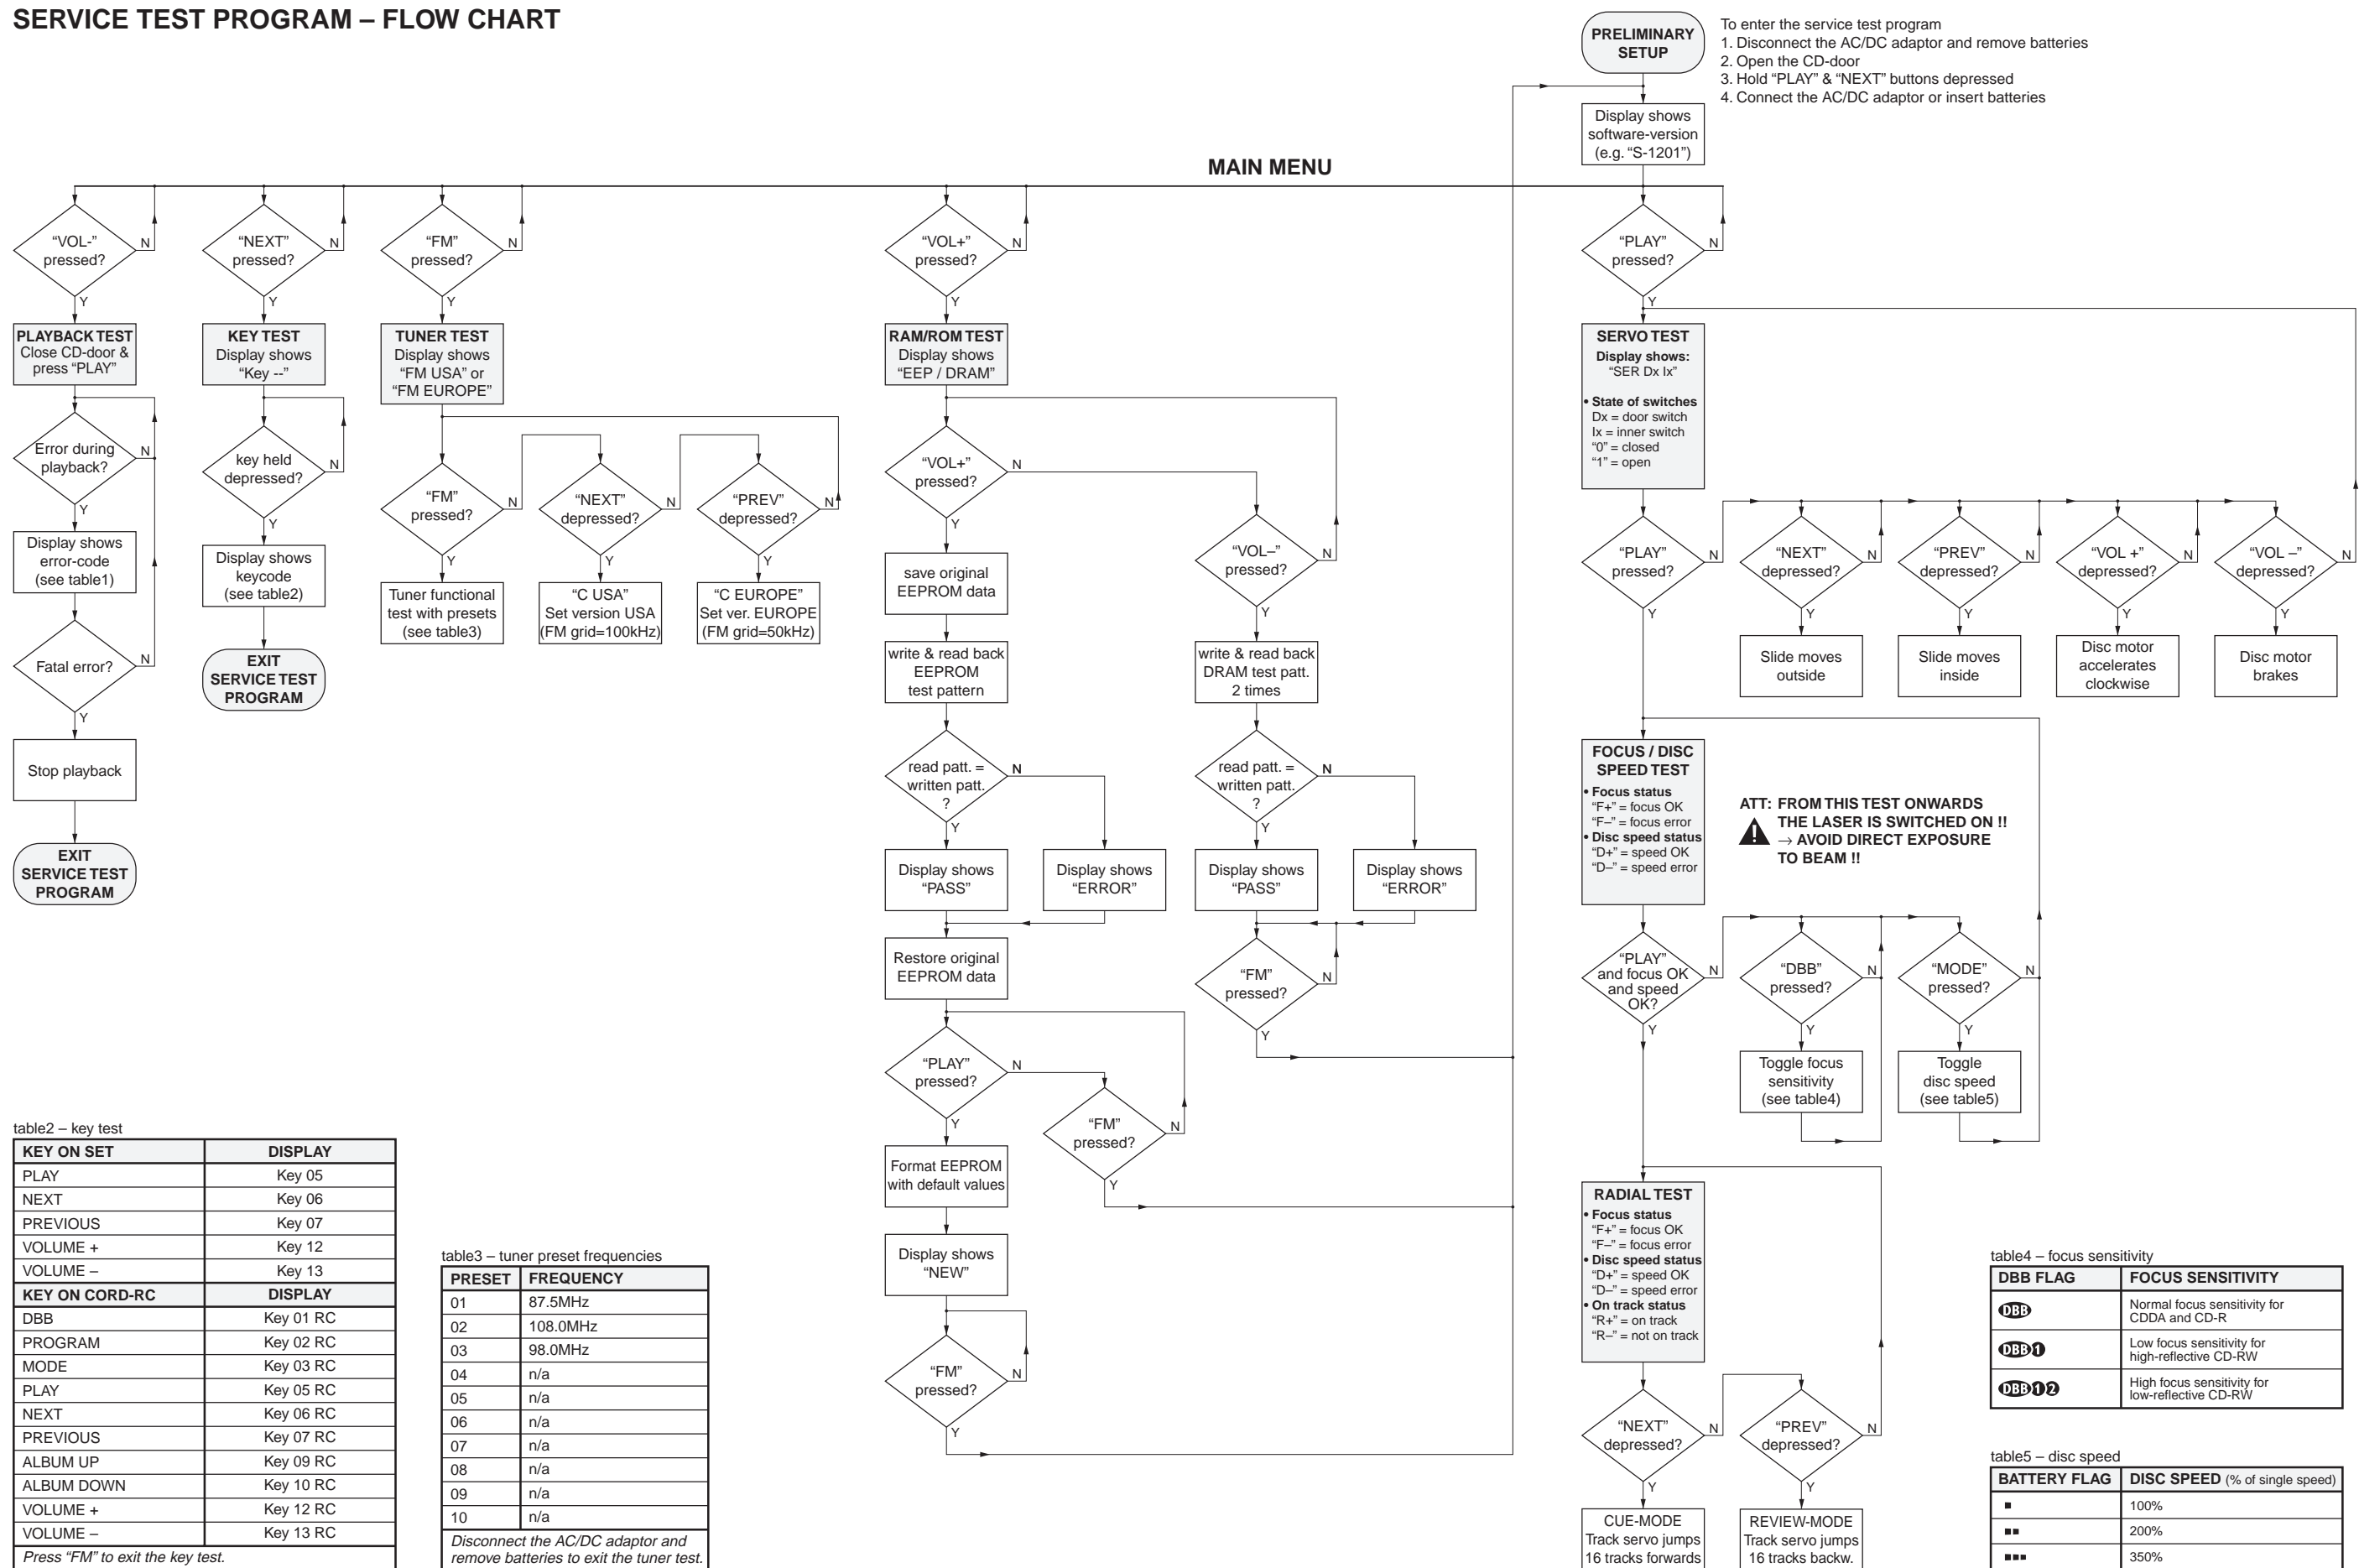 SERVICE TEST PROGRAM – FLOW CHART
PRELIMINARY
SETUP
To enter the service test program
1. Disconnect the AC/DC adaptor and remove batteries
2. Open the CD-door
3. Hold “PLAY” & “NEXT” buttons depressed
4. Connect the AC/DC adaptor or insert batteries
Display shows
software-version
(e.g. “S-1201”)
MAIN MENU
“VOL-”
pressed?
N
Y
PLAYBACK TEST
Close CD-door &
press “PLAY”
Error during
playback?
N
Y
Display shows
error-code
(see table1)
Fatal error?
N
Y
Stop playback
EXIT
SERVICE TEST
PROGRAM
“NEXT”
pressed?
N
Y
KEY TEST
Display shows
“Key --”
key held
depressed?
N
Y
Display shows
keycode
(see table2)
EXIT
SERVICE TEST
PROGRAM
“FM”
pressed?
N
Y
TUNER TEST
Display shows
“FM USA” or
“FM EUROPE”
“FM”
pressed?
N
Y
Tuner functional
test with presets
(see table3)
“NEXT”
depressed?
N
Y
“C USA”
Set version USA
(FM grid=100kHz)
“PREV”
depressed?
N
Y
“C EUROPE”
Set ver. EUROPE
(FM grid=50kHz)
“VOL+”
pressed?
N
Y
RAM/ROM TEST
Display shows
“EEP / DRAM”
“VOL+”
pressed?
N
Y
save original
EEPROM data
write & read back
EEPROM
test pattern
read patt. =
written patt.
?
N
Y
Display shows
“PASS”
Display shows
“ERROR”
Restore original
EEPROM data
“PLAY”
pressed?
N
Y
“FM”
pressed?
N
Y
Format EEPROM
with default values
Display shows
“NEW”
“FM”
pressed?
N
Y
“VOL–”
pressed?
N
Y
write & read back
DRAM test patt.
2 times
read patt. =
written patt.
?
N
Y
Display shows
“PASS”
Display shows
“ERROR”
“FM”
pressed?
N
Y
“PLAY”
pressed?
N
Y
SERVO TEST
Display shows:
“SER Dx Ix”
• State of switches
Dx = door switch
Ix = inner switch
“0” = closed
“1” = open
“PLAY”
pressed?
N
Y
“NEXT”
depressed?
N
Y
Slide moves
outside
“PREV”
depressed?
N
Y
Slide moves
inside
“VOL +”
depressed?
N
Y
Disc motor
accelerates
clockwise
“VOL –”
depressed?
N
Y
Disc motor
brakes
FOCUS / DISC
SPEED TEST
• Focus status
“F+” = focus OK
“F–” = focus error
• Disc speed status
“D+” = speed OK
“D–” = speed error
ATT: FROM THIS TEST ONWARDS
THE LASER IS SWITCHED ON !!
→ AVOID DIRECT EXPOSURE
TO BEAM !!
“PLAY”
and focus OK
and speed
OK?
N
Y
“DBB”
pressed?
N
Y
Toggle focus
sensitivity
(see table4)
“MODE”
pressed?
N
Y
Toggle
disc speed
(see table5)
RADIAL TEST
• Focus status
“F+” = focus OK
“F–” = focus error
• Disc speed status
“D+” = speed OK
“D–” = speed error
• On track status
“R+” = on track
“R–” = not on track
“NEXT”
depressed?
N
Y
CUE-MODE
Track servo jumps
16 tracks forwards
“PREV”
depressed?
N
Y
REVIEW-MODE
Track servo jumps
16 tracks backw.
table2 – key test
KEY ON SET DISPLAY
PLAY Key 05
NEXT Key 06
PREVIOUS Key 07
VOLUME + Key 12
VOLUME – Key 13
KEY ON CORD-RC DISPLAY
DBB Key 01 RC
PROGRAM Key 02 RC
MODE Key 03 RC
PLAY Key 05 RC
NEXT Key 06 RC
PREVIOUS Key 07 RC
ALBUM UP Key 09 RC
ALBUM DOWN Key 10 RC
VOLUME + Key 12 RC
VOLUME – Key 13 RC
Press “FM” to exit the key test.
table3 – tuner preset frequencies
PRESET FREQUENCY
01 87.5MHz
02 108.0MHz
03 98.0MHz
04 n/a
05 n/a
06 n/a
07 n/a
08 n/a
09 n/a
10 n/a
Disconnect the AC/DC adaptor and
remove batteries to exit the tuner test.
table4 – focus sensitivity
DBB FLAG FOCUS SENSITIVITY
DBB Normal focus sensitivity for
CDDA and CD-R
DBB 1 Low focus sensitivity for
high-reflective CD-RW
DBB 1 2 High focus sensitivity for
low-reflective CD-RW
table5 – disc speed
BATTERY FLAG DISC SPEED (% of single speed)
■ 100%
■■ 200%
■■■ 350%